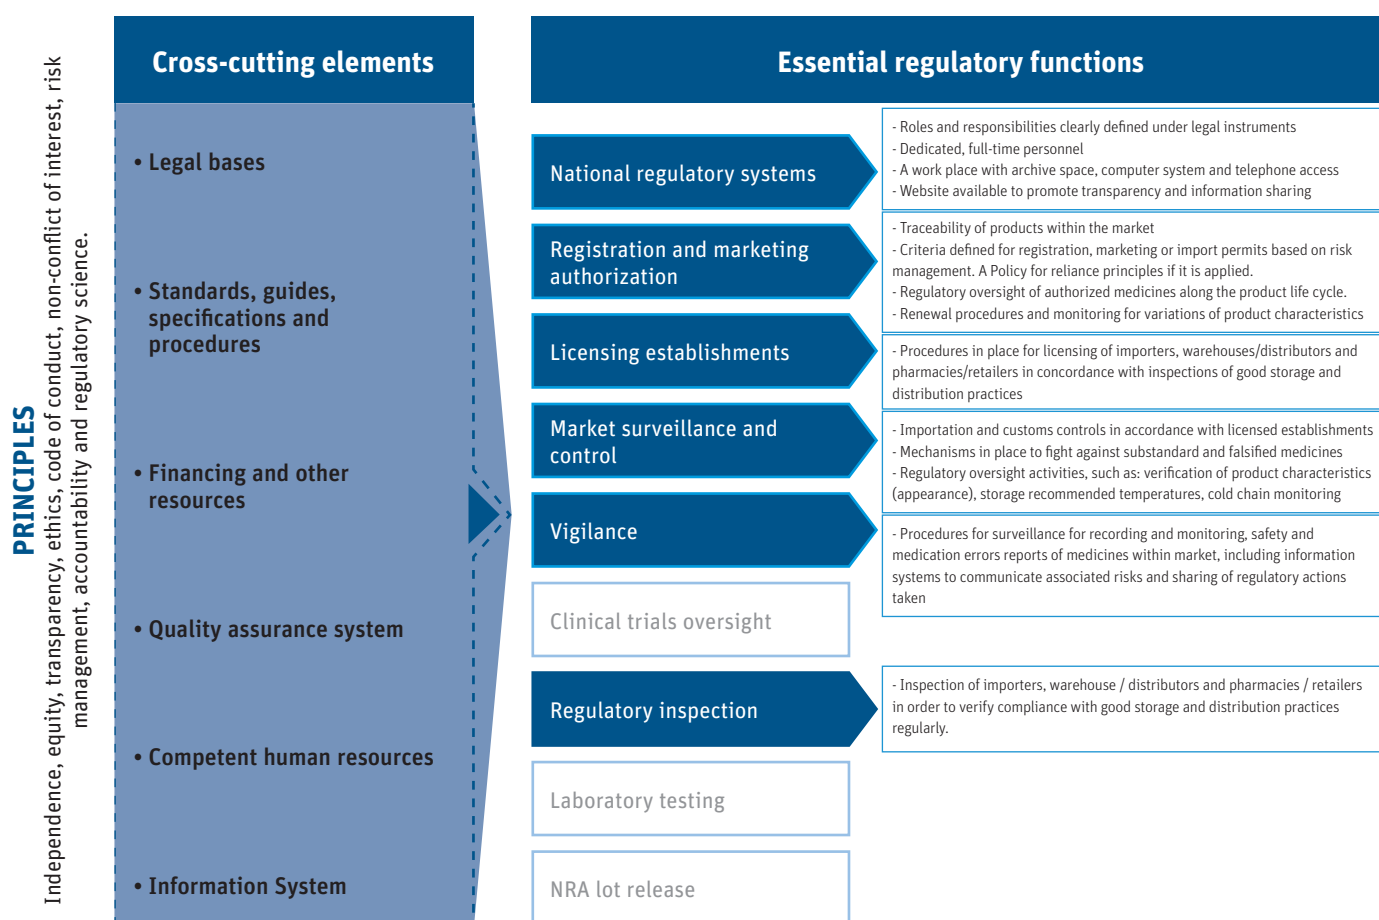 PRINCIPLES
Independence, equity, transparency, ethics, code of conduct, non-conflict of interest, risk
management, accountability and regulatory science.
Cross-cutting elements
• Legal bases
• Standards, guides,
specifications and
procedures
• Financing and other
resources
• Quality assurance system
• Competent human resources
• Information System
Essential regulatory functions
National regulatory systems
- Roles and responsibilities clearly defined under legal instruments
- Dedicated, full-time personnel
- A work place with archive space, computer system and telephone access
- Website available to promote transparency and information sharing
Registration and marketing
authorization
- Traceability of products within the market
- Criteria defined for registration, marketing or import permits based on risk
management. A Policy for reliance principles if it is applied.
- Regulatory oversight of authorized medicines along the product life cycle.
- Renewal procedures and monitoring for variations of product characteristics
Licensing establishments
- Procedures in place for licensing of importers, warehouses/distributors and
pharmacies/retailers in concordance with inspections of good storage and
distribution practices
Market surveillance and
control
- Importation and customs controls in accordance with licensed establishments
- Mechanisms in place to fight against substandard and falsified medicines
- Regulatory oversight activities, such as: verification of product characteristics
(appearance), storage recommended temperatures, cold chain monitoring
Vigilance
- Procedures for surveillance for recording and monitoring, safety and
medication errors reports of medicines within market, including information
systems to communicate associated risks and sharing of regulatory actions
taken
Clinical trials oversight
Regulatory inspection
- Inspection of importers, warehouse / distributors and pharmacies / retailers
in order to verify compliance with good storage and distribution practices
regularly.
Laboratory testing
NRA lot release